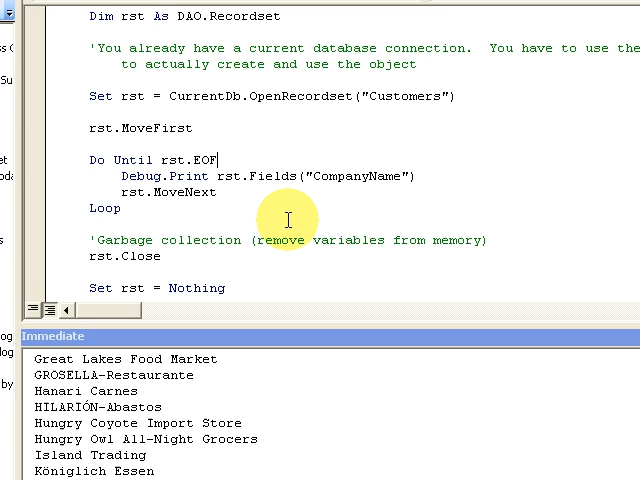 Dim rst As DAO.Recordset
'You already have a current database connection.  You have to use the
to actually create and use the object
Set rst = CurrentDb.OpenRecordset("Customers")
rst.MoveFirst
Do Until rst.EOF
Debug.Print rst.Fields("CompanyName")
rst.MoveNext
Loop
'Garbage collection (remove variables from memory)
rst.Close
Set rst = Nothing
Immediate
Great Lakes Food Market
GROSELLA-Restaurante
Hanari Carnes
HILARIÓN-Abastos
Hungry Coyote Import Store
Hungry Owl All-Night Grocers
Island Trading
Königlich Essen